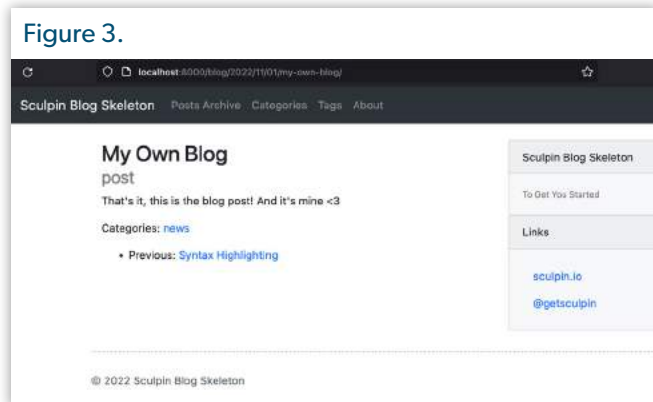 Figure 3.
localhost:8000/blog/2022/11/01/my-own-blog/
Sculpin Blog Skeleton Posts Archive Categories Tags About
My Own Blog
post
That's it, this is the blog post! And it's mine <3
Categories: news
• Previous: Syntax Highlighting
Sculpin Blog Skeleton
To Get You Started
Links
sculpin.io
@getsculpin
© 2022 Sculpin Blog Skeleton